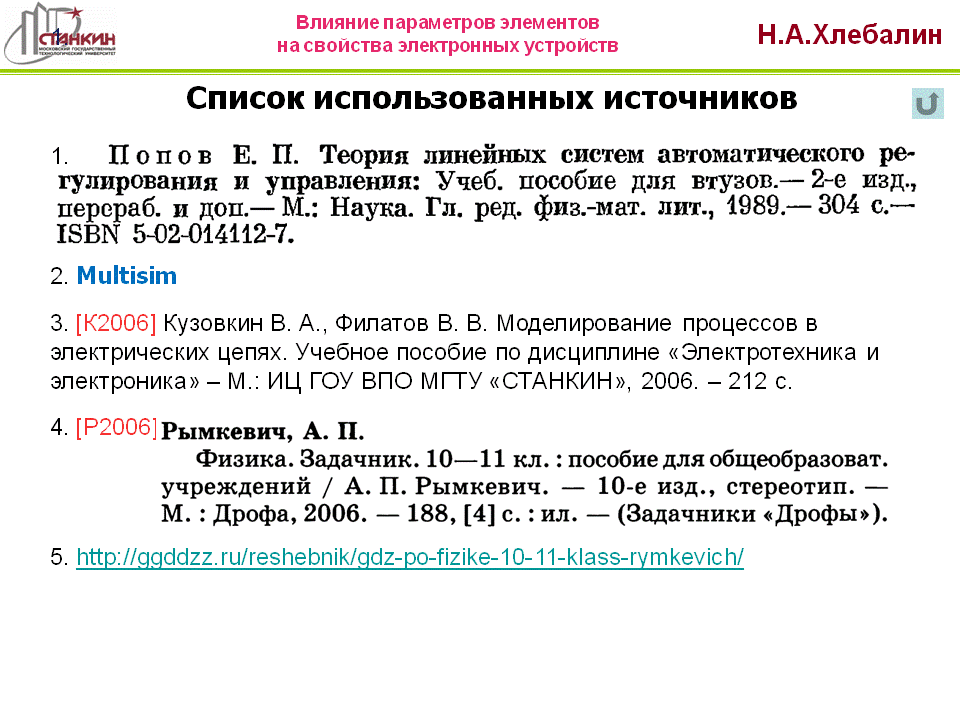 1
СТАНКИН
МОСКОВСКИЙ ГОСУДАРСТВЕННЫЙ
ТЕХНОЛОГИЧЕСКИЙ УНИВЕРСИТЕТ
Влияние параметров элементов
на свойства электронных устройств
Н.А.Хлебалин
Список использованных источников
1. Попов Е. П. Теория линейных систем автоматического ре-
гулирования и управления: Учеб. пособие для втузов.— 2-е изд.,
перераб. и доп.— М.: Наука. Гл. ред. физ.-мат. лит., 1989.— 304 с.—
ISBN 5-02-014112-7.
2. Multisim
3. [К2006] Кузовкин В. А., Филатов В. В. Моделирование процессов в
электрических цепях. Учебное пособие по дисциплине «Электротехника и
электроника» – М.: ИЦ ГОУ ВПО МГТУ «СТАНКИН», 2006. – 212 с.
4. [Р2006] Рымкевич, А. П.
Физика. Задачник. 10—11 кл. : пособие для общеобразоват.
учреждений / А. П. Рымкевич. — 10-е изд., стереотип. —
М. : Дрофа, 2006. — 188, [4] с. : ил. — (Задачники «Дрофы»).
5. http://ggddzz.ru/reshebnik/gdz-po-fizike-10-11-klass-rymkevich/